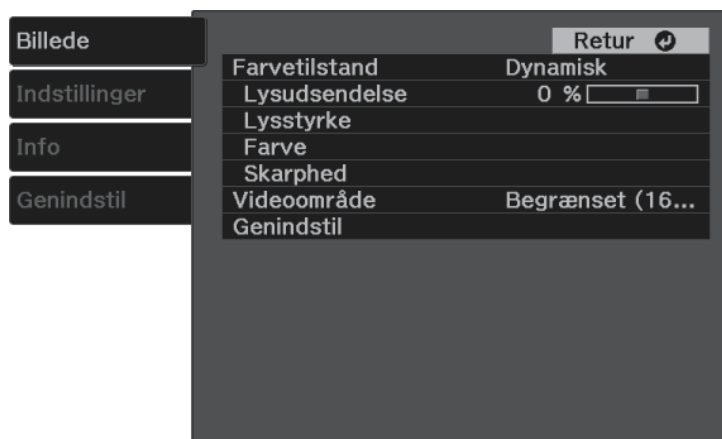 Billede
Indstillinger
Info
Genindstil
Retur
Farvetilstand Dynamisk
Lysudsendelse 0 %
Lysstyrke
Farve
Skarphed
Videoområde Begrænset (16...
Genindstil